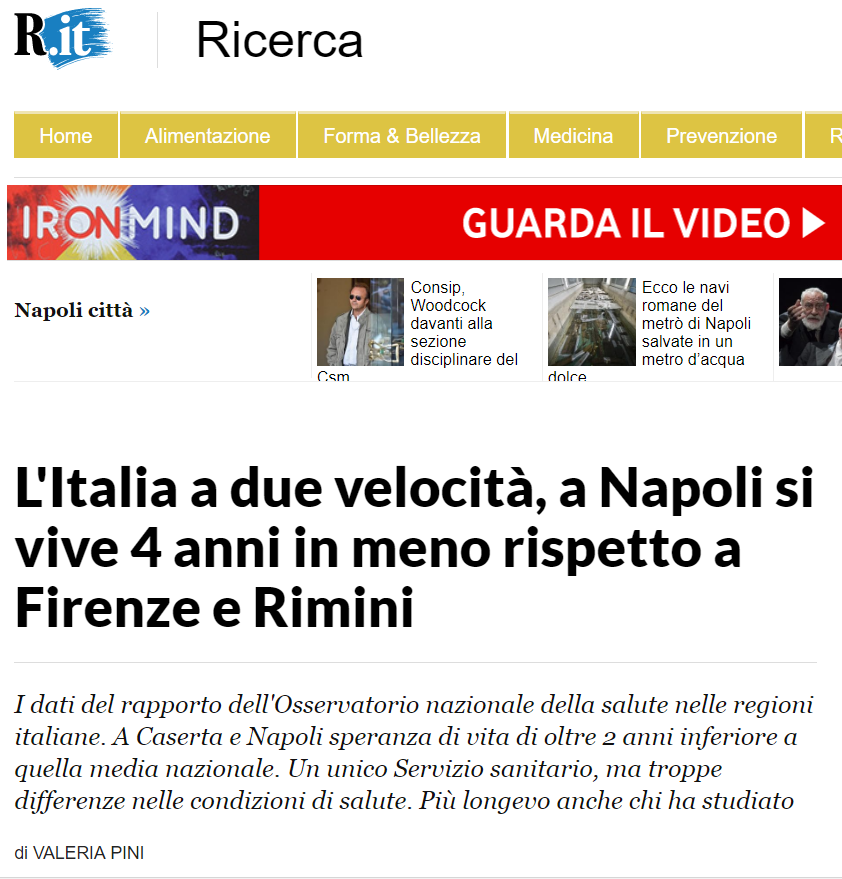 R.it
Ricerca
Home
Alimentazione
Forma & Bellezza
Medicina
Prevenzione
R
IRONMIND
GUARDA IL VIDEO
Napoli città »
Consip,
Woodcock
davanti alla
sezione
disciplinare del
Csm
Ecco le navi
romane del
metrò di Napoli
salvate in un
metro d'acqua
dolce
L'Italia a due velocità, a Napoli si
vive 4 anni in meno rispetto a
Firenze e Rimini
I dati del rapporto dell'Osservatorio nazionale della salute nelle regioni
italiane. A Caserta e Napoli speranza di vita di oltre 2 anni inferiore a
quella media nazionale. Un unico Servizio sanitario, ma troppe
differenze nelle condizioni di salute. Più longevo anche chi ha studiato
di VALERIA PINI